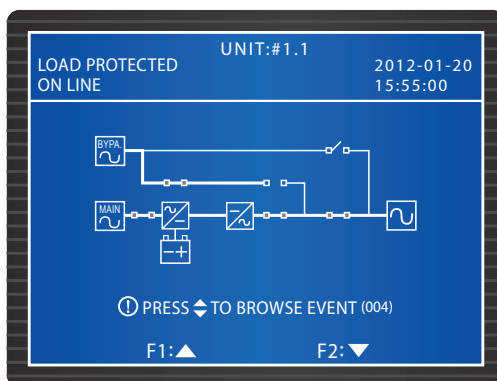 UNIT:#1.1
LOAD PROTECTED
ON LINE
2012-01-20
15:55:00
BYPA.
MAIN
PRESS TO BROWSE EVENT (004)
F1: F2: